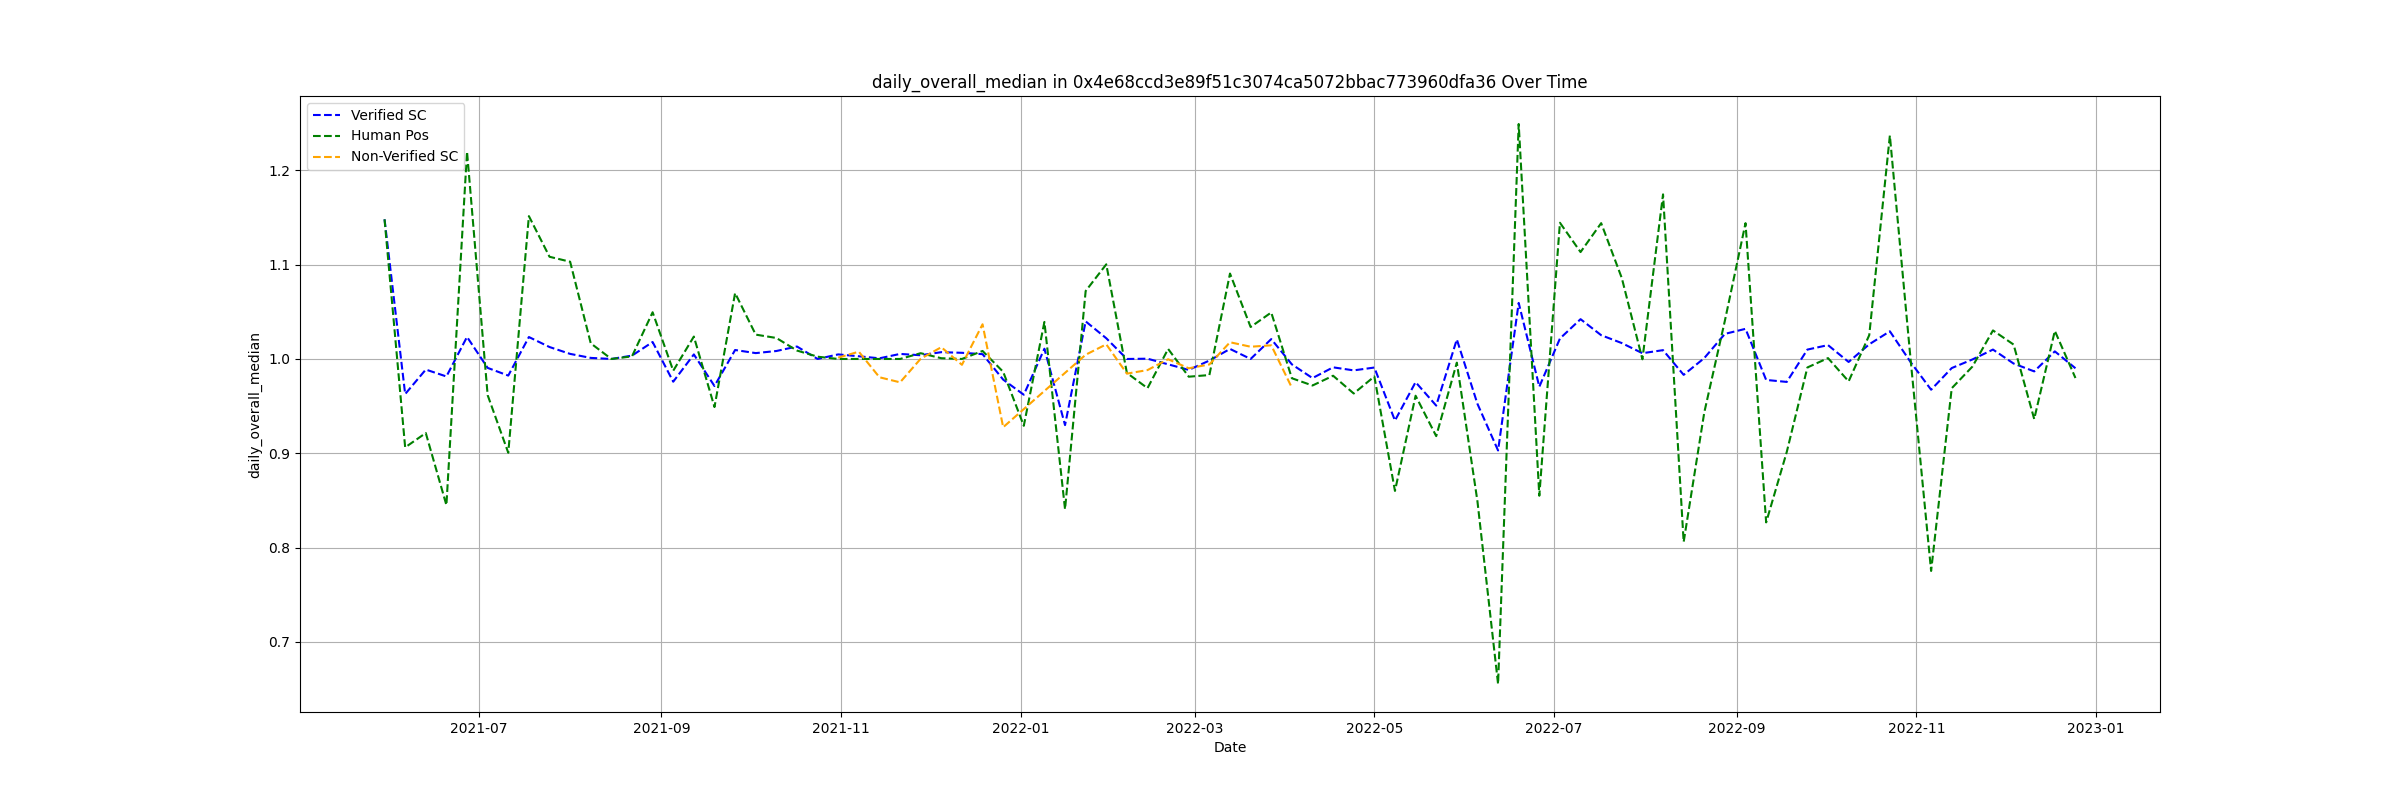 daily_overall_median in 0x4e68ccd3e89f51c3074ca5072bbac773960dfa36 Over Time
Verified SC
Human Pos
Non-Verified SC
daily_overall_median
1.2
1.1
1.0
0.9
0.8
0.7
2021-07
2021-09
2021-11
2022-01
2022-03
2022-05
2022-07
2022-09
2022-11
2023-01
Date